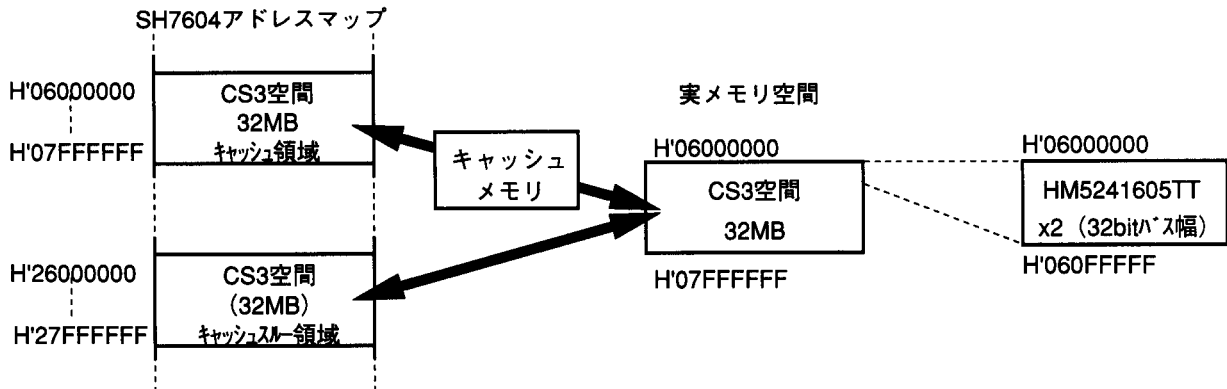 SH7604アドレスマップ
H'06000000
H'07FFFFFF
CS3空間
32MB
キャッシュ領域
H'26000000
H'27FFFFFF
CS3空間
(32MB)
キャッシュスルー領域
キャッシュ
メモリ
実メモリ空間
H'06000000
CS3空間
32MB
H'07FFFFFF
H'06000000
HM5241605TT
x2 (32bitバス幅)
H'060FFFFF